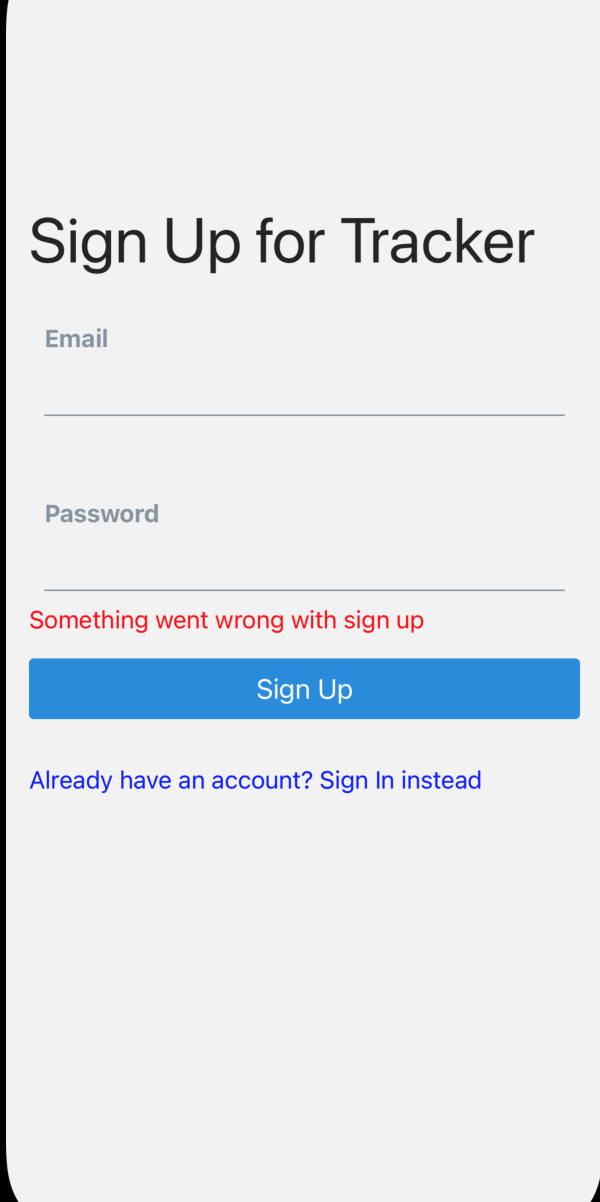 Sign Up for Tracker
Email
Password
Something went wrong with sign up
Sign Up
Already have an account? Sign In instead